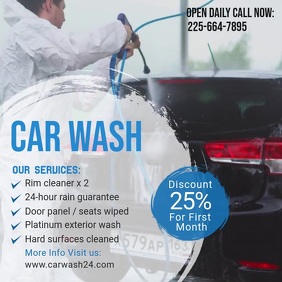 OPEN DAILY CALL NOW:
225-664-7895
CAR WASH
OUR SERVICES:
Rim cleaner x 2
24-hour rain guarantee
Door panel / seats wiped
Platinum exterior wash
Hard surfaces cleaned
More Info Visit us:
www.carwash24.com
Discount
25%
For First
Month